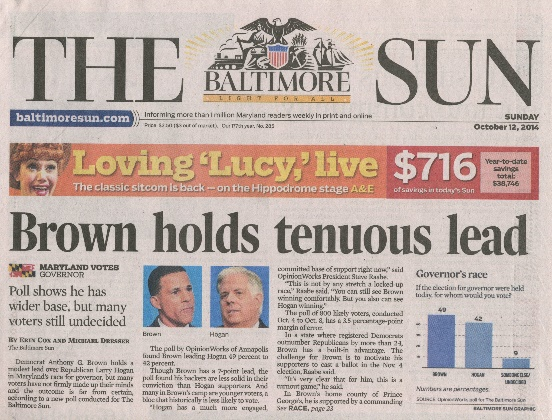 THE BALTIMORE SUN
LIGHT FOR ALL
baltimoresun.com
Informing more than 1 million Maryland readers weekly in print and online
SUNDAY
October 12, 2014
Loving 'Lucy,' live
The classic sitcom is back — on the Hippodrome stage A&E
$716
of savings in today's Sun
Year-to-date
savings
total:
$38,746
Brown holds tenuous lead
MARYLAND VOTES
GOVERNOR
Poll shows he has
wider base, but many
voters still undecided
BY ERIN COX AND MICHAEL DRESSER
The Baltimore Sun
Democrat Anthony G. Brown holds a
modest lead over Republican Larry Hogan
in Maryland's race for governor, but many
voters have not firmly made up their minds
and the outcome is far from certain,
according to a new poll conducted for The
Baltimore Sun.
Brown
Hogan
The poll by OpinionWorks of Annapolis
found Brown leading Hogan 49 percent to
42 percent.
Though Brown has a 7-point lead, the
poll found his backers are less solid in their
conviction than Hogan supporters. And
many in Brown's camp are younger voters, a
bloc that historically is less likely to vote.
Hogan has a much more engaged,
committed base of support right now," said
OpinionWorks President Steve Raabe.
"This is not by any stretch a locked up
race," Raabe said. "You can still see Brown
winning comfortably. But you also can see
Hogan winning."
The poll of 800 likely voters, conducted
Oct. 4 to Oct. 8, has a 3.5 percentage-point
margin of error.
In a state where registered Democrats
outnumber Republicans by more than 2-1,
Brown has a built-in advantage. The
challenge for Brown is to motivate his
supporters to cast a ballot in the Nov. 4
election, Raabe said.
"It's very clear that for him, this is a
turnout game," he said.
In Brown's home county of Prince
George's, he is supported by a commanding
See RACE, page 23
Governor's race
If the election for governor were held
today, for whom would you vote?
49
42
9
BROWN
HOGAN
SOMEONE ELSE/
UNDECIDED
Numbers are percentages.
SOURCE: OpinionWorks poll for The Baltimore Sun
BALTIMORE SUN GRAPHIC